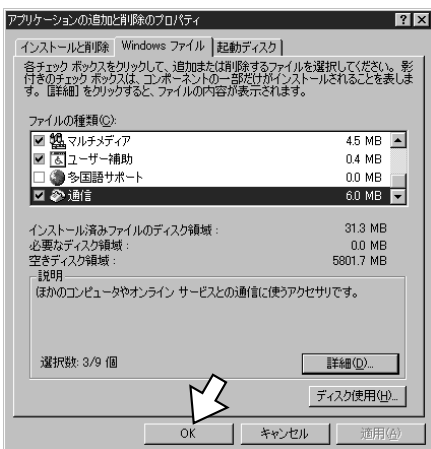 アプリケーションの追加と削除のプロパティ
インストールと削除 Windows ファイル 起動ディスク
各チェック ボックスをクリックして、追加または削除するファイルを選択してください。影
付きのチェック ボックスは、コンポーネントの一部だけがインストールされることを表しま
す。[詳細] をクリックすると、ファイルの内容が表示されます。
ファイルの種類(C):
マルチメディア 4.5 MB
ユーザー補助 0.4 MB
多国語サポート 0.0 MB
通信 6.0 MB
インストール済みファイルのディスク領域 : 31.3 MB
必要なディスク領域 : 0.0 MB
空きディスク領域 : 5801.7 MB
説明
ほかのコンピュータやオンライン サービスとの通信に使うアクセサリです。
選択数: 3/9 個 詳細(D)...
ディスク使用(H)...
OK キャンセル 適用(A)